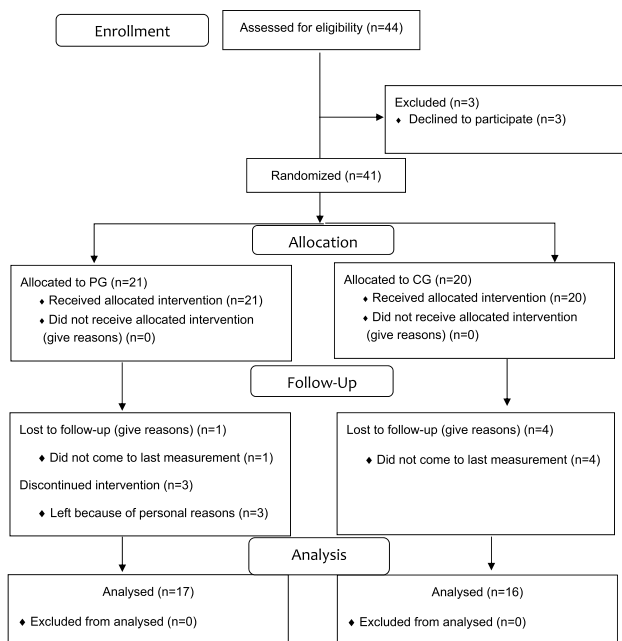 Enrollment
Assessed for eligibility (n=44)
Excluded (n=3)
♦ Declined to participate (n=3)
Randomized (n=41)
Allocation
Allocated to PG (n=21)
♦ Received allocated intervention (n=21)
♦ Did not receive allocated intervention
(give reasons) (n=0)
Allocated to CG (n=20)
♦ Received allocated intervention (n=20)
♦ Did not receive allocated intervention
(give reasons) (n=0)
Follow-Up
Lost to follow-up (give reasons) (n=1)
♦ Did not come to last measurement (n=1)
Discontinued intervention (n=3)
♦ Left because of personal reasons (n=3)
Lost to follow-up (give reasons) (n=4)
♦ Did not come to last measurement (n=4)
Analysis
Analysed (n=17)
♦ Excluded from analysed (n=0)
Analysed (n=16)
♦ Excluded from analysed (n=0)